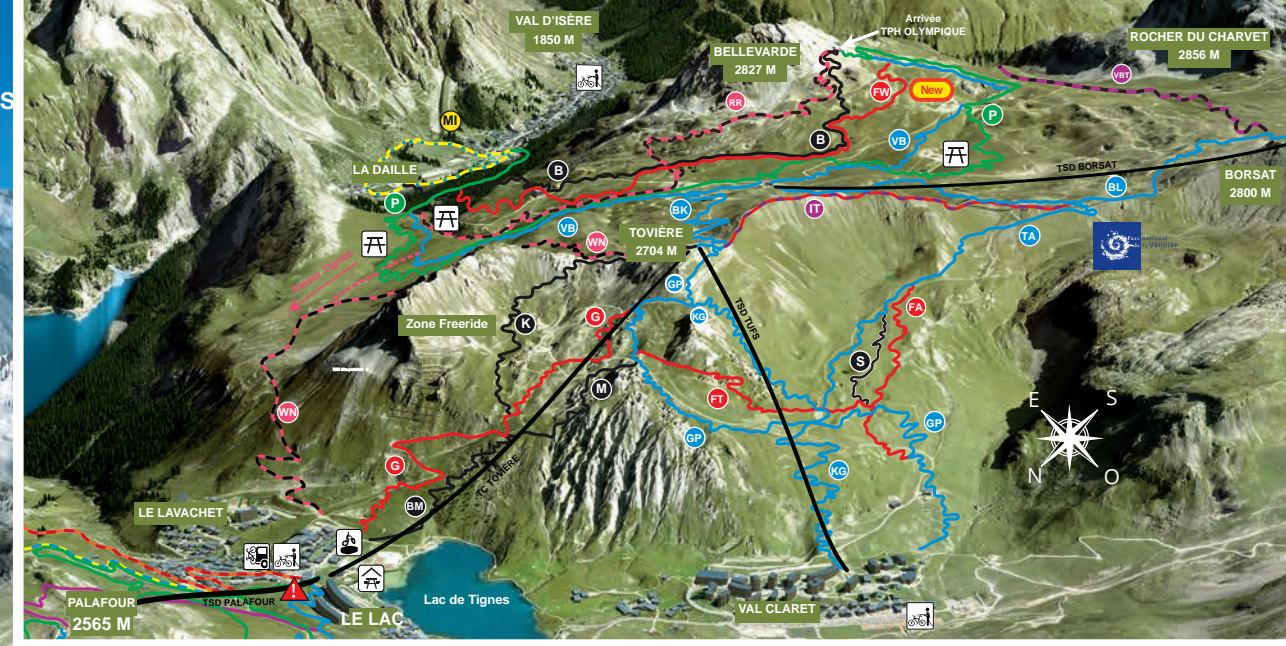 S
VAL D'ISÈRE
1850 M
Arrivée
TPH OLYMPIQUE
BELLEVARDE
2827 M
ROCHER DU CHARVET
2856 M
VBT
RR
FW
New
MI
P
VB
B
LA DAILLE
B
TSD BORSAT
BORSAT
2800 M
BL
P
BK
IT
VB
WN
TOVIÈRE
2704 M
TA
Retour Tignes
GP
TSD TUFS
FA
Zone Freeride
K
G
KG
S
M
FT
E
S
WN
GP
GP
N
O
G
TC TOVIÈRE
KG
BM
LE LAVACHET
PALAFOUR
2565 M
TSD PALAFOUR
LE LAC
Lac de Tignes
VAL CLARET